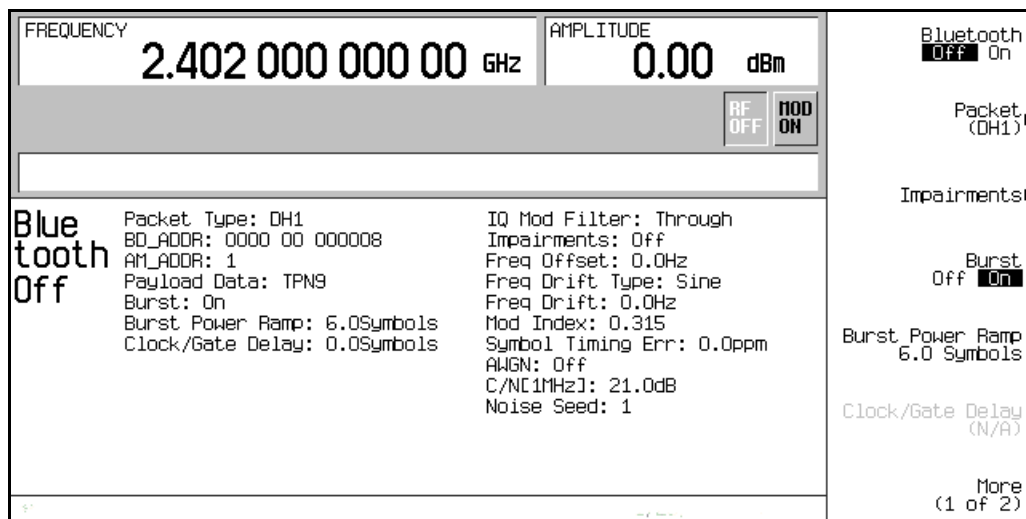 FREQUENCY
2.402 000 000 00 GHz
AMPLITUDE
0.00 dBm
RF OFF
MOD ON
Blue
tooth
Off
Packet Type: DH1
BD_ADDR: 0000 00 000008
AM_ADDR: 1
Payload Data: TPN9
Burst: On
Burst Power Ramp: 6.0Symbols
Clock/Gate Delay: 0.0Symbols
IQ Mod Filter: Through
Impairments: Off
Freq Offset: 0.0Hz
Freq Drift Type: Sine
Freq Drift: 0.0Hz
Mod Index: 0.315
Symbol Timing Err: 0.0ppm
AWGN: Off
C/N[1MHz]: 21.0dB
Noise Seed: 1
Bluetooth
Off On
Packet
(DH1)
Impairments
Burst
Off On
Burst Power Ramp
6.0 Symbols
Clock/Gate Delay
(N/A)
More
(1 of 2)